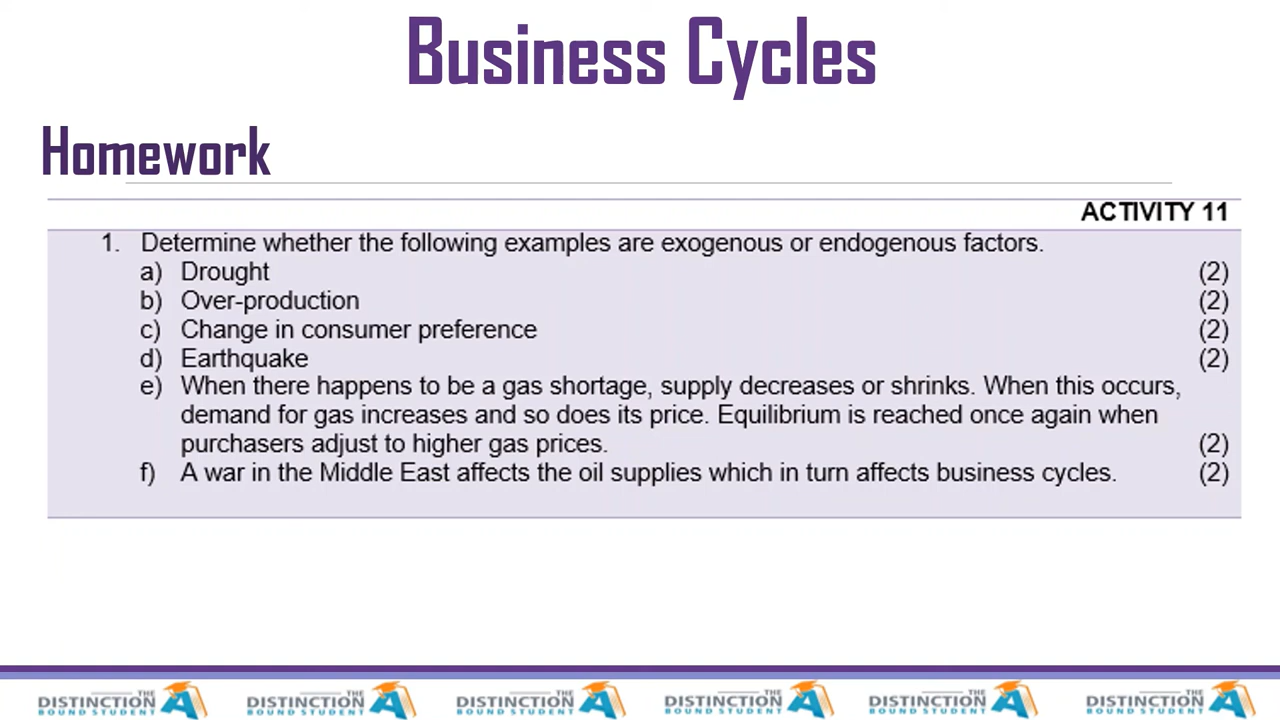 Business Cycles
Homework
ACTIVITY 11
1. Determine whether the following examples are exogenous or endogenous factors.
a) Drought (2)
b) Over-production (2)
c) Change in consumer preference (2)
d) Earthquake (2)
e) When there happens to be a gas shortage, supply decreases or shrinks. When this occurs,
demand for gas increases and so does its price. Equilibrium is reached once again when
purchasers adjust to higher gas prices. (2)
f) A war in the Middle East affects the oil supplies which in turn affects business cycles. (2)
THE DISTINCTION BOUND STUDENT A THE DISTINCTION BOUND STUDENT A THE DISTINCTION BOUND STUDENT A THE DISTINCTION BOUND STUDENT A THE DISTINCTION BOUND STUDENT A THE DISTINCTION BOUND STUDENT A